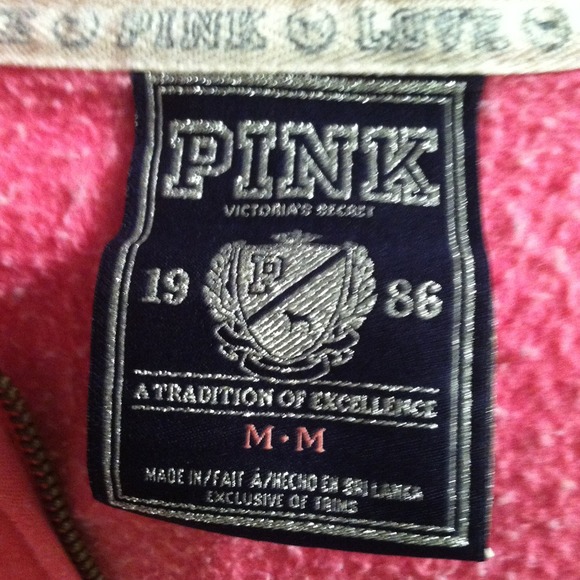 PINK LOVE
PINK
VICTORIA'S SECRET
P
19 86
A TRADITION OF EXCELLENCE
M·M
MADE IN/FAIT À/HECHO EN SRI LANKA
EXCLUSIVE OF TRIMS